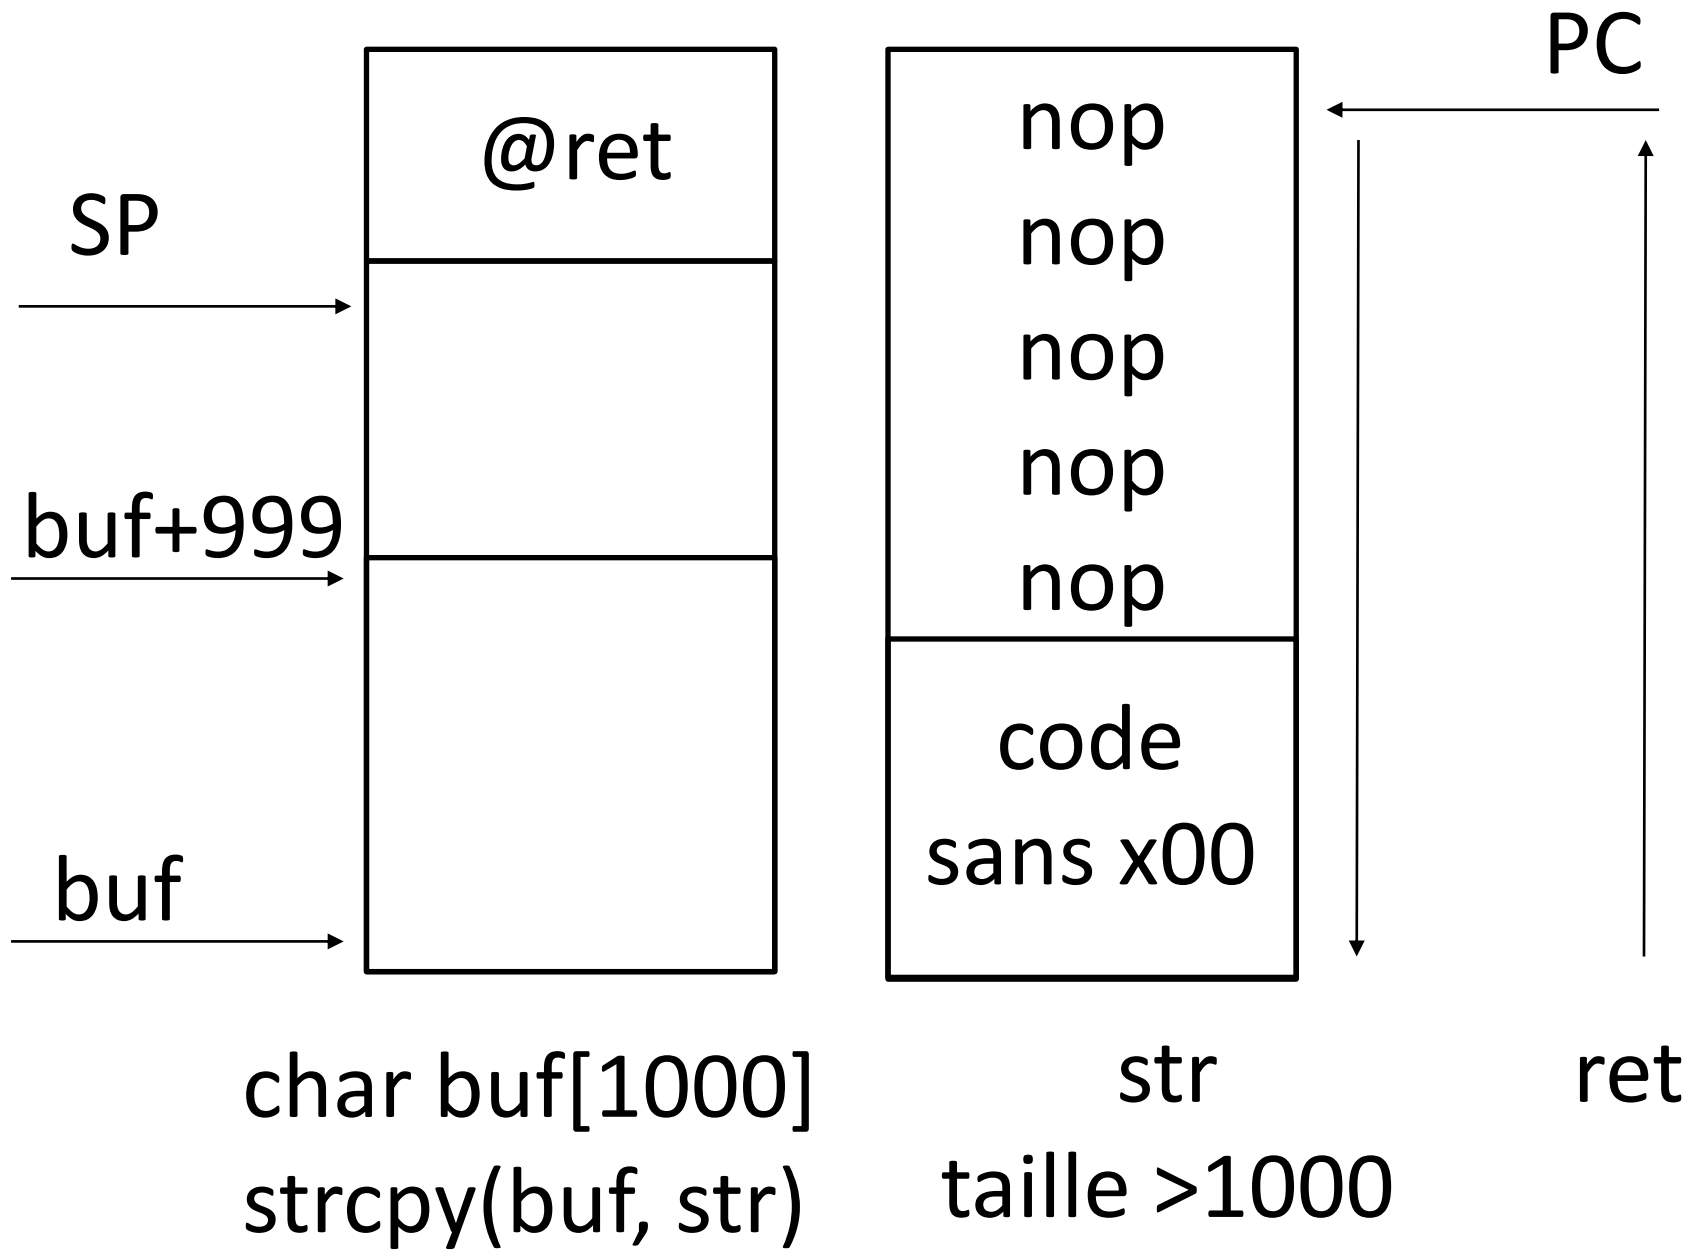 PC
@ret
SP
buf+999
buf
char buf[1000]
strcpy(buf, str)
nop
nop
nop
nop
nop
code
sans x00
str
taille >1000
ret